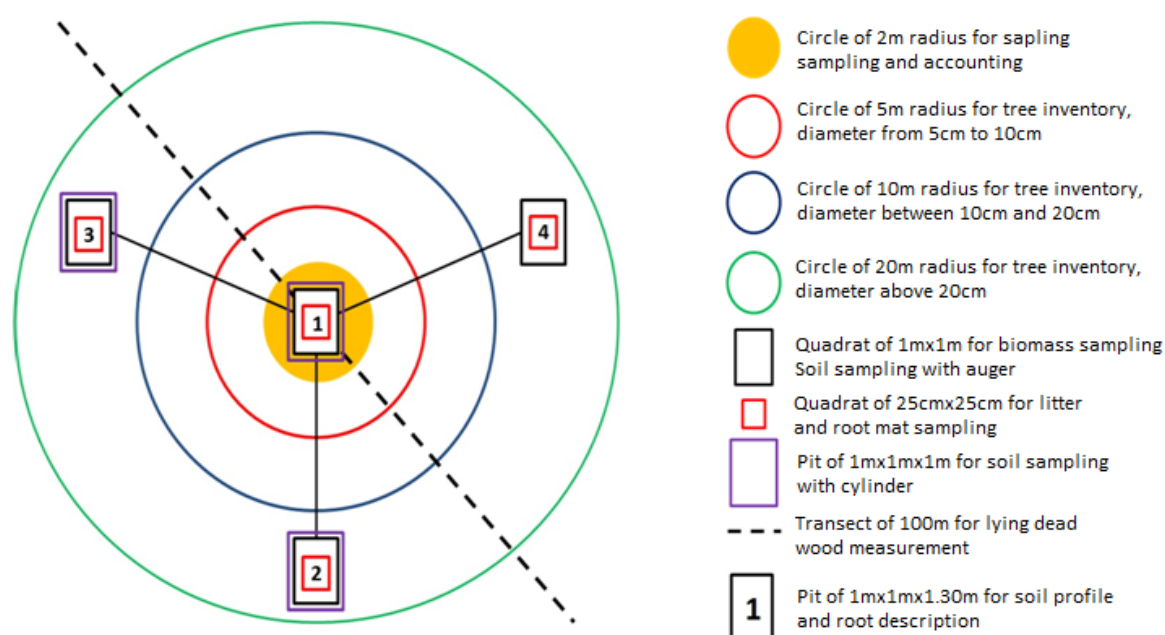 3
4
1
2
Circle of 2m radius for sapling
sampling and accounting
Circle of 5m radius for tree inventory,
diameter from 5cm to 10cm
Circle of 10m radius for tree inventory,
diameter between 10cm and 20cm
Circle of 20m radius for tree inventory,
diameter above 20cm
Quadrat of 1mx1m for biomass sampling
Soil sampling with auger
Quadrat of 25cmx25cm for litter
and root mat sampling
Pit of 1mx1mx1m for soil sampling
with cylinder
Transect of 100m for lying dead
wood measurement
1
Pit of 1mx1mx1.30m for soil profile
and root description